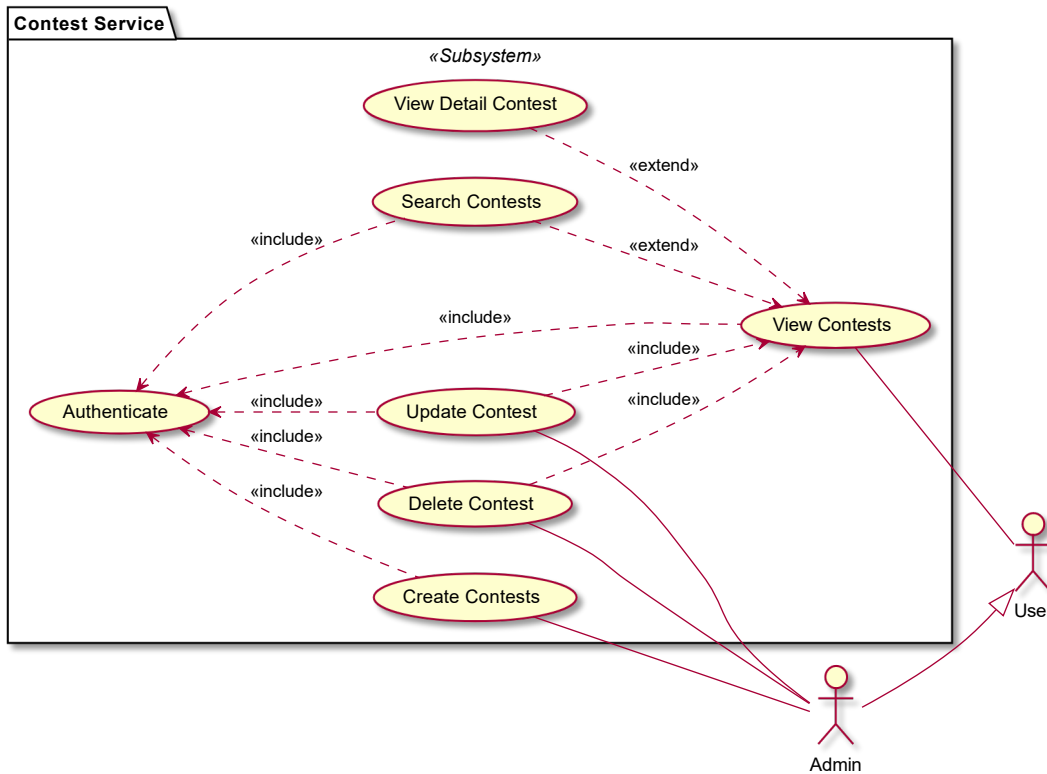 Contest Service
«Subsystem»
View Detail Contest
«extend»
Search Contests
«include»
«extend»
«include»
View Contests
«include»
«include»
Authenticate
Update Contest
«include»
«include»
Delete Contest
«include»
Create Contests
Use
Admin